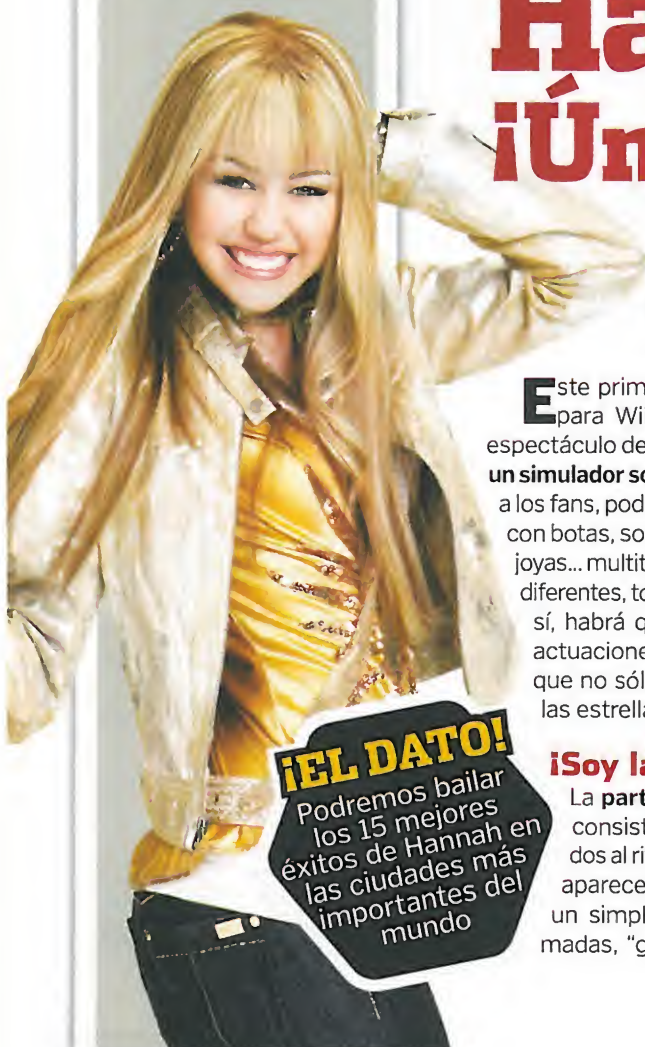 Ha
¡Ún
Este prim
para Wi
espectáculo de
un simulador so
a los fans, pod
con botas, so
joyas... multit
diferentes, to
sí, habrá q
actuacione
que no sól
las estrella
¡Soy la
La part
consist
dos al ri
aparece
un simpl
madas, "g
¡EL DATO!
Podremos bailar
los 15 mejores
éxitos de Hannah en
las ciudades más
importantes del
mundo